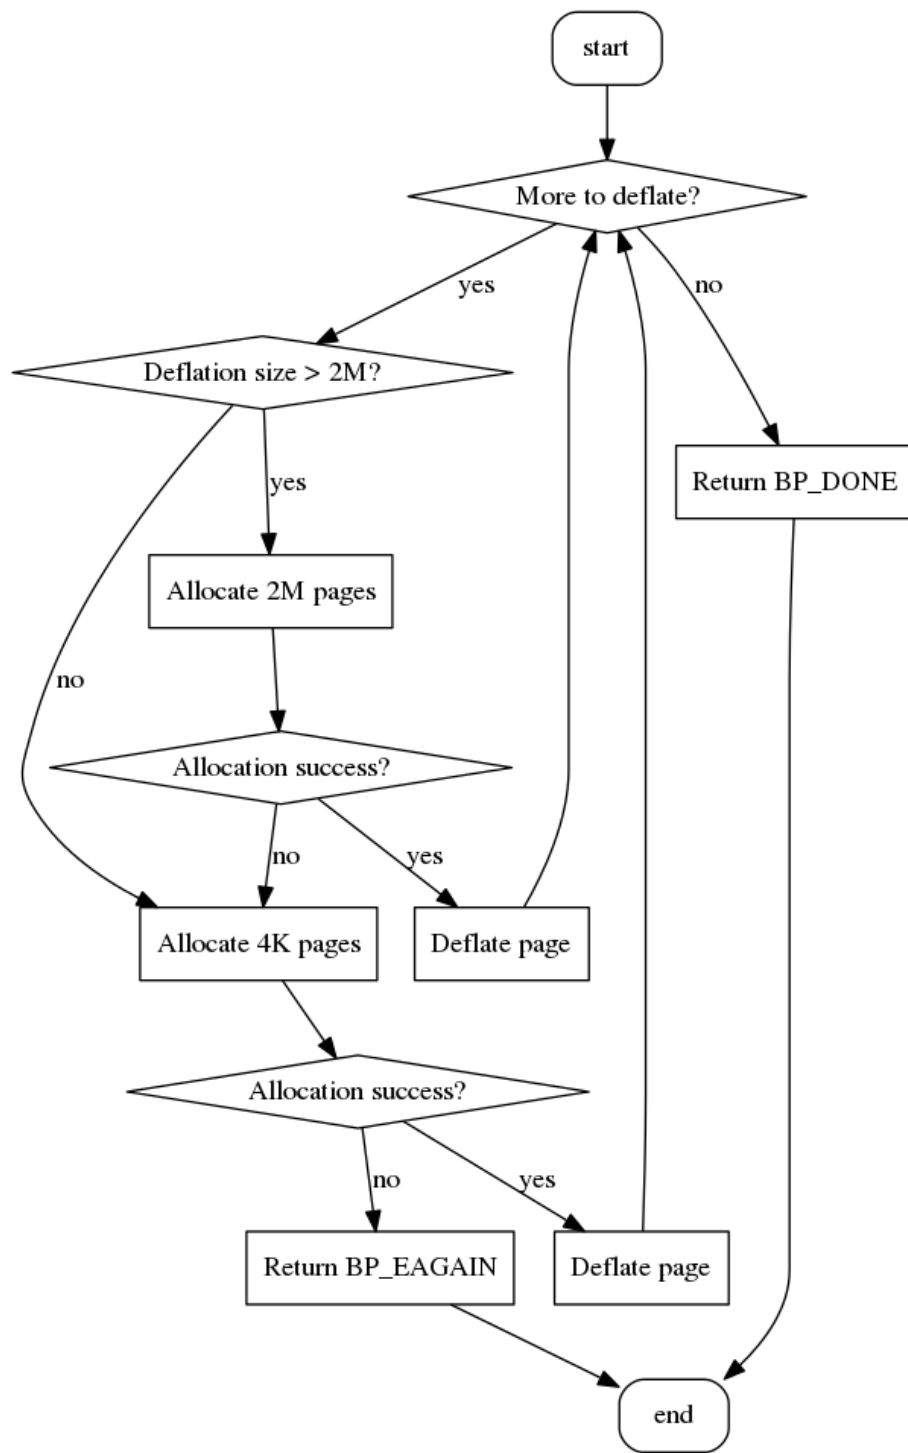 start
More to deflate?
yes
no
Deflation size > 2M?
yes
Return BP_DONE
Allocate 2M pages
no
Allocation success?
no
yes
Allocate 4K pages
Deflate page
Allocation success?
no
yes
Return BP_EAGAIN
Deflate page
end